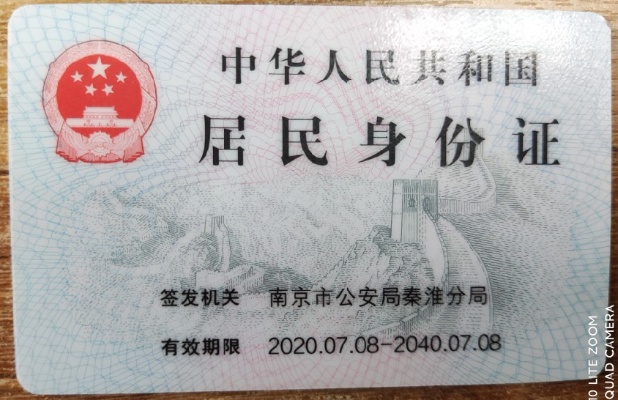 中华人民共和国
居民身份证
签发机关 南京市公安局秦淮分局
有效期限 2020.07.08-2040.07.08
10 LITE ZOOM
QUAD CAMERA